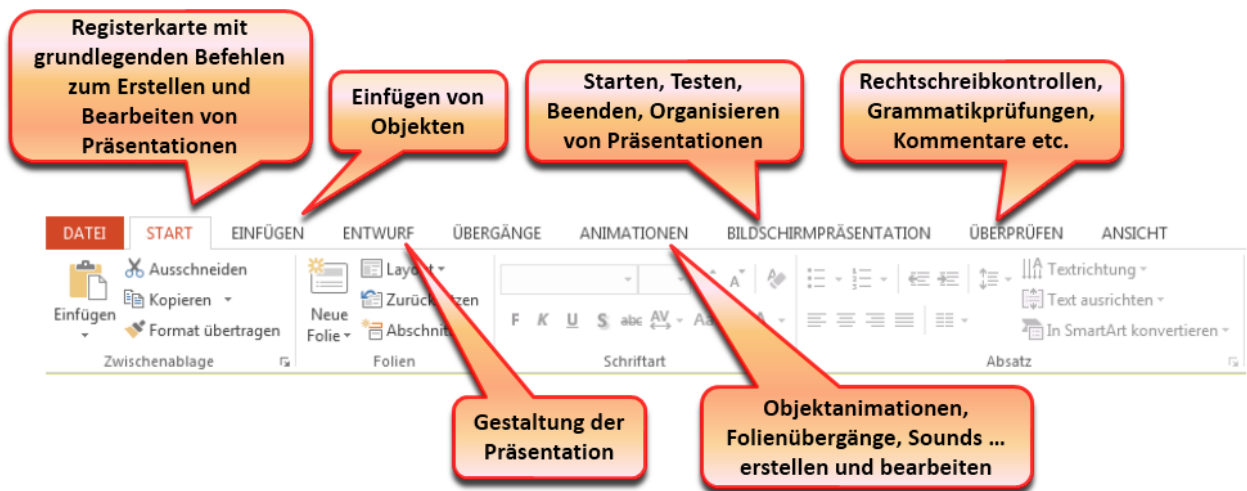 Registerkarte mit
grundlegenden Befehlen
zum Erstellen und
Bearbeiten von
Präsentationen
Einfügen von
Objekten
Starten, Testen,
Beenden, Organisieren
von Präsentationen
Rechtschreibkontrollen,
Grammatikprüfungen,
Kommentare etc.
DATEI START EINFÜGEN ENTWURF ÜBERGÄNGE ANIMATIONEN BILDSCHIRMPRÄSENTATION ÜBERPRÜFEN ANSICHT
Einfügen
Ausschneiden
Kopieren
Format übertragen
Zwischenablage
Neue
Folie
Folien
F K U S abc AV
Schriftart
Textrichtung
Text ausrichten
In SmartArt konvertieren
Absatz
Gestaltung der
Präsentation
Objektanimationen,
Folienübergänge, Sounds ...
erstellen und bearbeiten